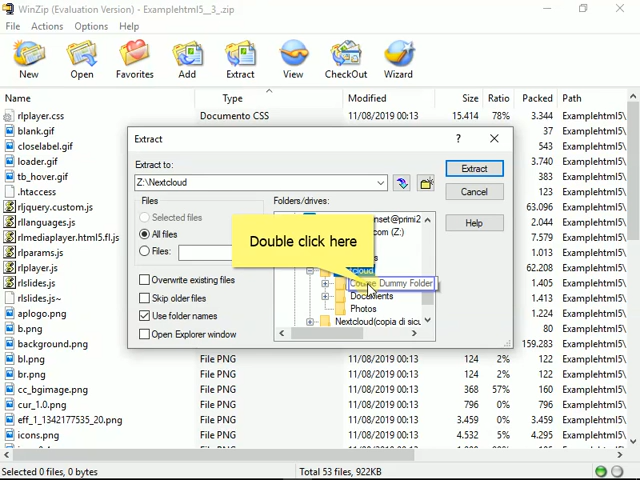 WinZip (Evaluation Version) - Examplehtml5__3_.zip
File Actions Options Help
New Open Favorites Add Extract View CheckOut Wizard
Name Type Modified Size Ratio Packed Path
rlplayer.css Documento CSS 11/08/2019 00:13 15.414 78% 3.344 Examplehtml5\
blank.gif 37 Examplehtml5\
closelabel.gif 543 Examplehtml5\
loader.gif 3.740 Examplehtml5\
tb_hover.gif 383 Examplehtml5\
.htaccess 123 Examplehtml5\
rljquery.custom.js 63.096 Examplehtml5\
rllanguages.js 2.044 Examplehtml5\
rlmediaplayer.html5.fl.js 7.579 Examplehtml5\
rlparams.js 1.013 Examplehtml5\
rlplayer.js 62.208 Examplehtml5\
rlslides.js 11.137 Examplehtml5\
rlslides.js~ 11.100 Examplehtml5\
aplogo.png 1.224 Examplehtml5\
b.png 80 Examplehtml5\
background.png 159.283 Examplehtml5\
bl.png File PNG 11/08/2019 00:13 124 2% 122 Examplehtml5\
br.png File PNG 11/08/2019 00:13 124 2% 122 Examplehtml5\
cc_bgimage.png File PNG 11/08/2019 00:13 368 57% 160 Examplehtml5\
cur_1.0.png File PNG 11/08/2019 00:13 796 0% 796 Examplehtml5\
eff_1_1342177535_20.png File PNG 11/08/2019 00:13 3.459 0% 3.459 Examplehtml5\
icons.png File PNG 11/08/2019 00:13 4.532 5% 4.295 Examplehtml5\
Extract
Extract to:
Z:\Nextcloud
Extract
Cancel
Help
Files
Selected files
All files
Files:
Overwrite existing files
Skip older files
Use folder names
Open Explorer window
Folders/drives:
com (Z:)
Double click here
Course Dummy Folder
Documents
Photos
Nextcloud(copia di sicu
Selected 0 files, 0 bytes Total 53 files, 922KB